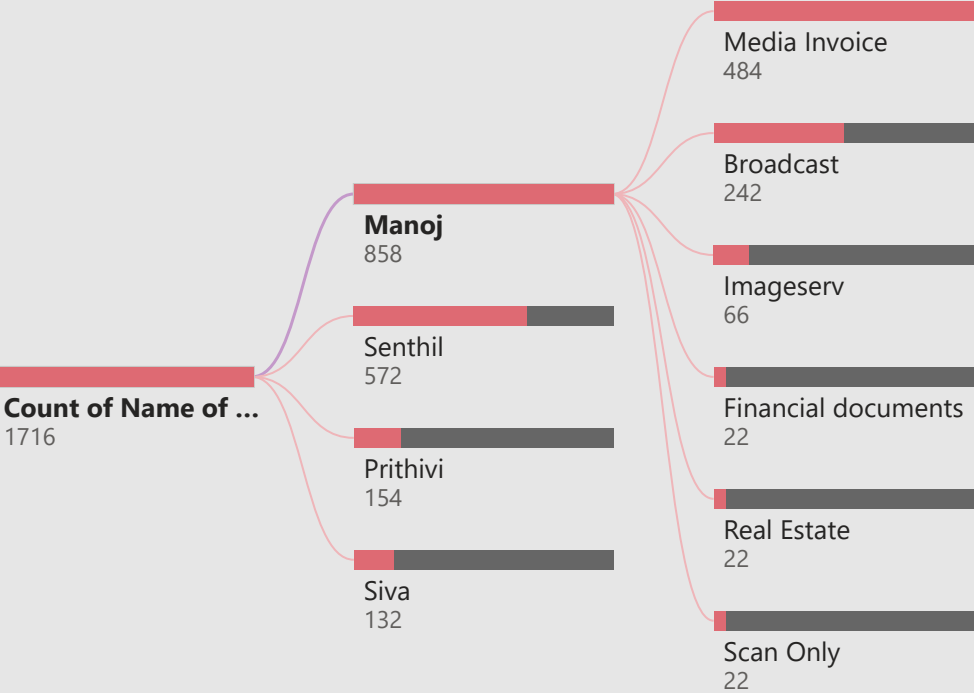 Count of Name of ...
1716
Manoj
858
Senthil
572
Prithivi
154
Siva
132
Media Invoice
484
Broadcast
242
Imageserv
66
Financial documents
22
Real Estate
22
Scan Only
22